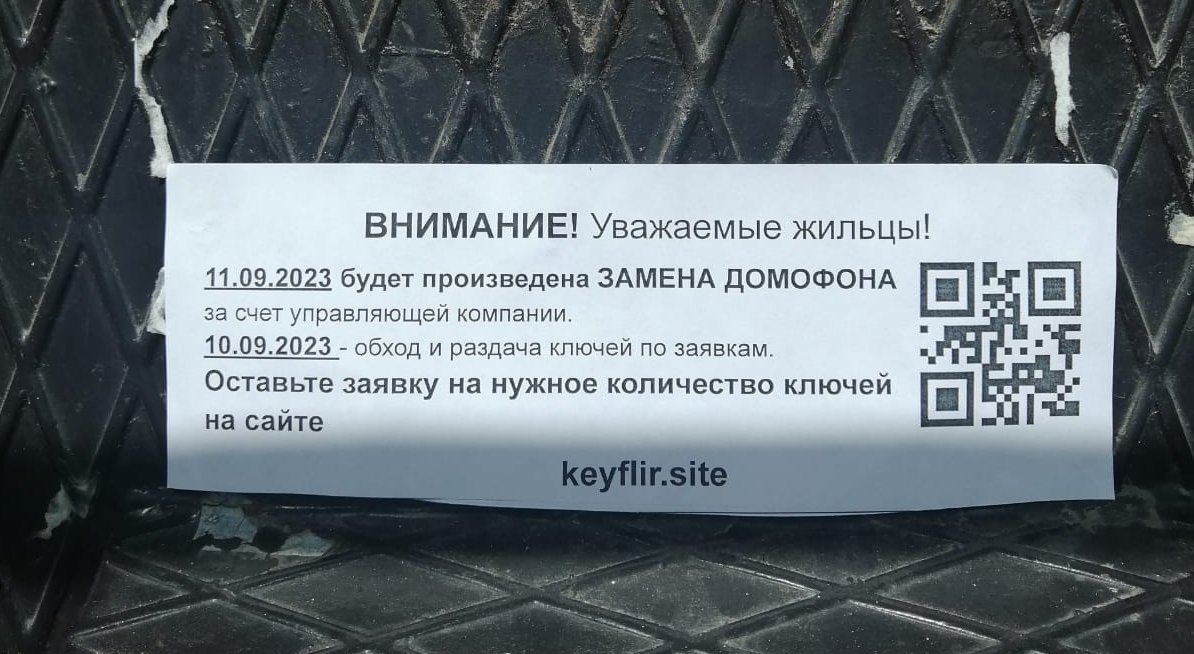 ВНИМАНИЕ! Уважаемые жильцы!
11.09.2023 будет произведена ЗАМЕНА ДОМОФОНА
за счет управляющей компании.
10.09.2023 - обход и раздача ключей по заявкам.
Оставьте заявку на нужное количество ключей
на сайте
keyflir.site